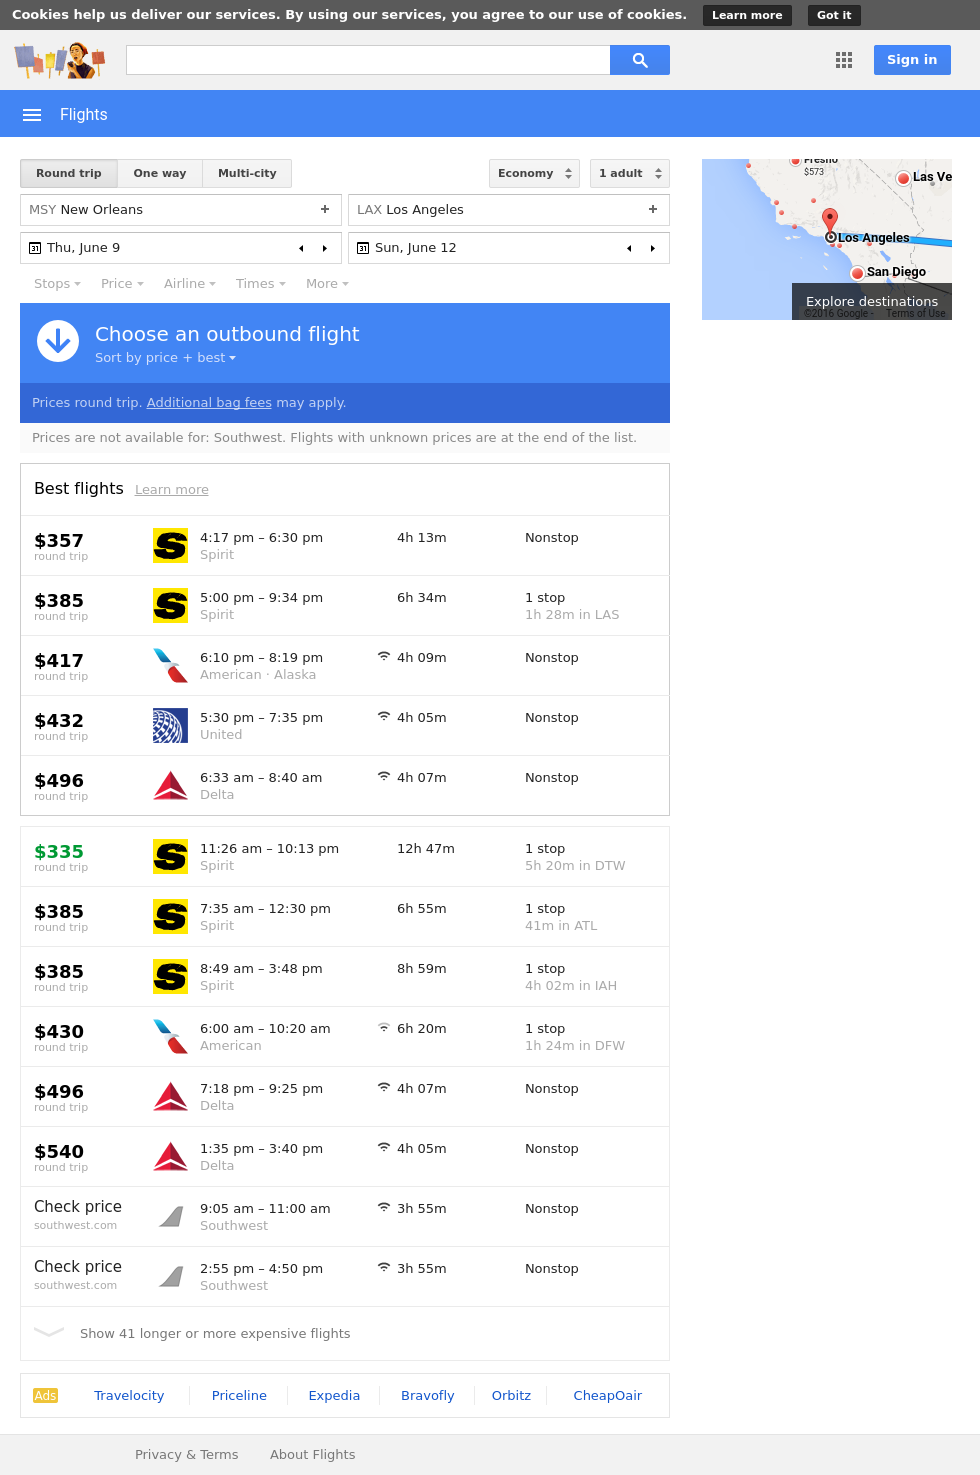 Cookies help us deliver our services. By using our services, you agree to our use of cookies. Learn more Got it
Sign in
Flights
Round trip One way Multi-city Economy 1 adult
MSY New Orleans + LAX Los Angeles +
31 Thu, June 9 31 Sun, June 12
Stops Price Airline Times More
Fresno
$573
Las Ve
Los Angeles
San Diego
Explore destinations
©2016 Google - Terms of Use
Choose an outbound flight
Sort by price + best
Prices round trip. Additional bag fees may apply.
Prices are not available for: Southwest. Flights with unknown prices are at the end of the list.
Best flights Learn more
$357 4:17 pm – 6:30 pm 4h 13m Nonstop
round trip Spirit
$385 5:00 pm – 9:34 pm 6h 34m 1 stop
round trip Spirit 1h 28m in LAS
$417 6:10 pm – 8:19 pm 4h 09m Nonstop
round trip American · Alaska
$432 5:30 pm – 7:35 pm 4h 05m Nonstop
round trip United
$496 6:33 am – 8:40 am 4h 07m Nonstop
round trip Delta
$335 11:26 am – 10:13 pm 12h 47m 1 stop
round trip Spirit 5h 20m in DTW
$385 7:35 am – 12:30 pm 6h 55m 1 stop
round trip Spirit 41m in ATL
$385 8:49 am – 3:48 pm 8h 59m 1 stop
round trip Spirit 4h 02m in IAH
$430 6:00 am – 10:20 am 6h 20m 1 stop
round trip American 1h 24m in DFW
$496 7:18 pm – 9:25 pm 4h 07m Nonstop
round trip Delta
$540 1:35 pm – 3:40 pm 4h 05m Nonstop
round trip Delta
Check price 9:05 am – 11:00 am 3h 55m Nonstop
southwest.com Southwest
Check price 2:55 pm – 4:50 pm 3h 55m Nonstop
southwest.com Southwest
Show 41 longer or more expensive flights
Ads Travelocity Priceline Expedia Bravofly Orbitz CheapOair
Privacy & Terms About Flights